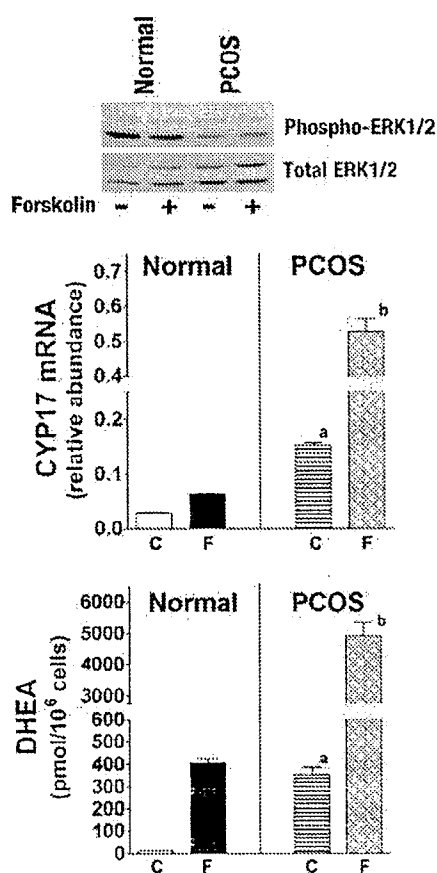 Normal PCOS
Phospho-ERK1/2
Total ERK1/2
Forskolin - + - +
Normal PCOS
CYP17 mRNA
(relative abundance)
0.7
0.6
0.5
0.4
0.2
0.1
0.0
a
b
C F C F
Normal PCOS
DHEA
(pmol/10⁶ cells)
6000
5000
4000
3000
600
500
400
300
200
100
0
a
b
C F C F